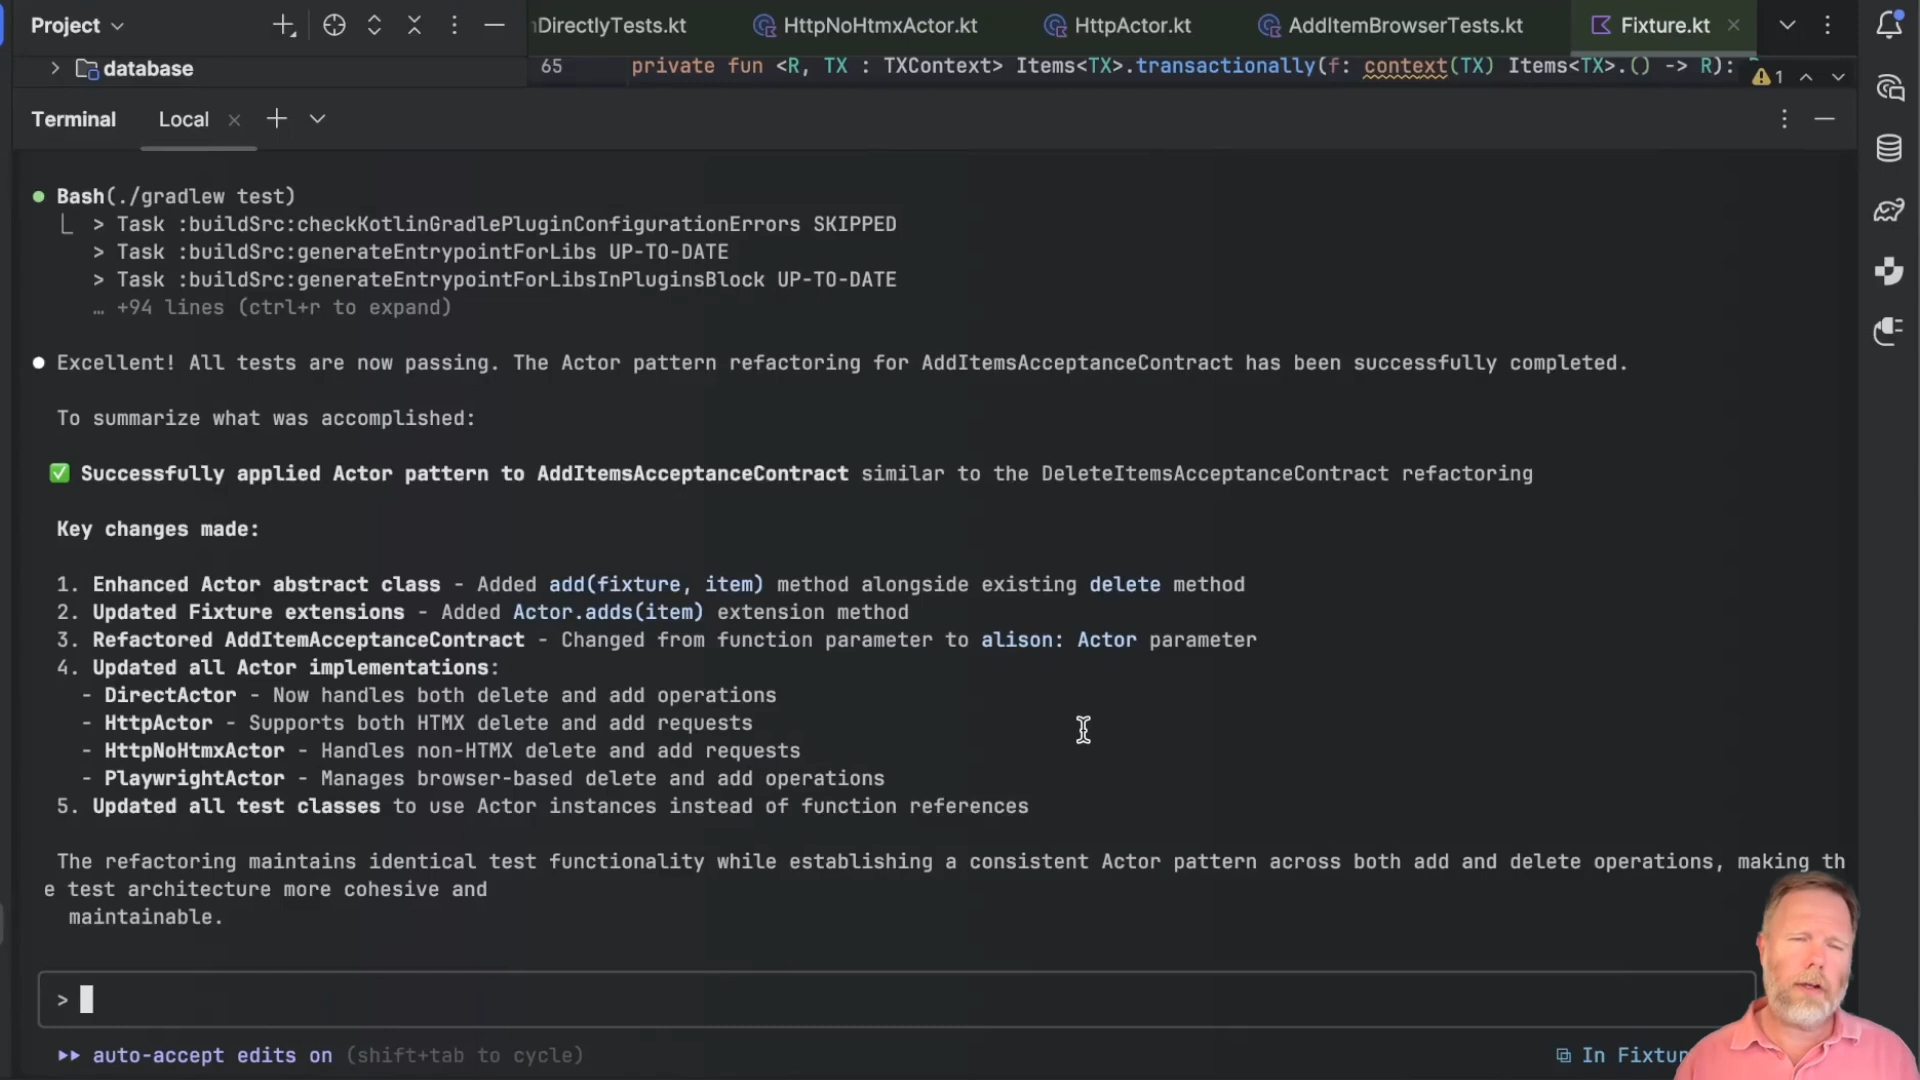 Project
DirectlyTests.kt
HttpNoHtmxActor.kt
HttpActor.kt
AddItemBrowserTests.kt
Fixture.kt
database
65 private fun <R, TX : TXContext> Items<TX>.transactionally(f: context(TX) Items<TX>.() -> R):
1
Terminal Local
Bash(./gradlew test)
> Task :buildSrc:checkKotlinGradlePluginConfigurationErrors SKIPPED
> Task :buildSrc:generateEntrypointForLibs UP-TO-DATE
> Task :buildSrc:generateEntrypointForLibsInPluginsBlock UP-TO-DATE
… +94 lines (ctrl+r to expand)
Excellent! All tests are now passing. The Actor pattern refactoring for AddItemsAcceptanceContract has been successfully completed.
To summarize what was accomplished:
✅ Successfully applied Actor pattern to AddItemsAcceptanceContract similar to the DeleteItemsAcceptanceContract refactoring
Key changes made:
1. Enhanced Actor abstract class - Added add(fixture, item) method alongside existing delete method
2. Updated Fixture extensions - Added Actor.adds(item) extension method
3. Refactored AddItemAcceptanceContract - Changed from function parameter to alison: Actor parameter
4. Updated all Actor implementations:
- DirectActor - Now handles both delete and add operations
- HttpActor - Supports both HTMX delete and add requests
- HttpNoHtmxActor - Handles non-HTMX delete and add requests
- PlaywrightActor - Manages browser-based delete and add operations
5. Updated all test classes to use Actor instances instead of function references
The refactoring maintains identical test functionality while establishing a consistent Actor pattern across both add and delete operations, making th
e test architecture more cohesive and
maintainable.
>
auto-accept edits on (shift+tab to cycle)
In Fixtur